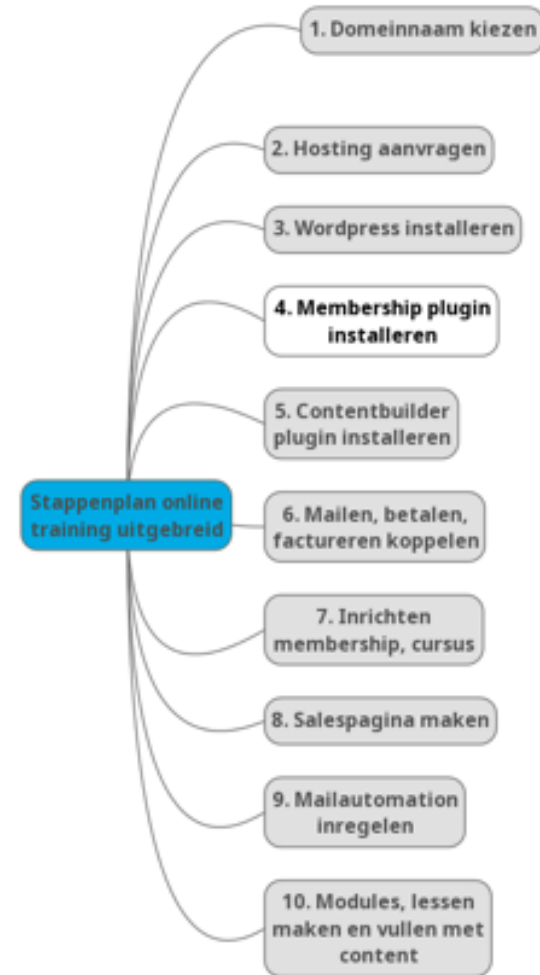 1. Domeinnaam kiezen
2. Hosting aanvragen
3. Wordpress installeren
4. Membership plugin
installeren
5. Contentbuilder
plugin installeren
Stappenplan online
training uitgebreid
6. Mailen, betalen,
factureren koppelen
7. Inrichten
membership, cursus
8. Salespagina maken
9. Mailautomation
inregelen
10. Modules, lessen
maken en vullen met
content